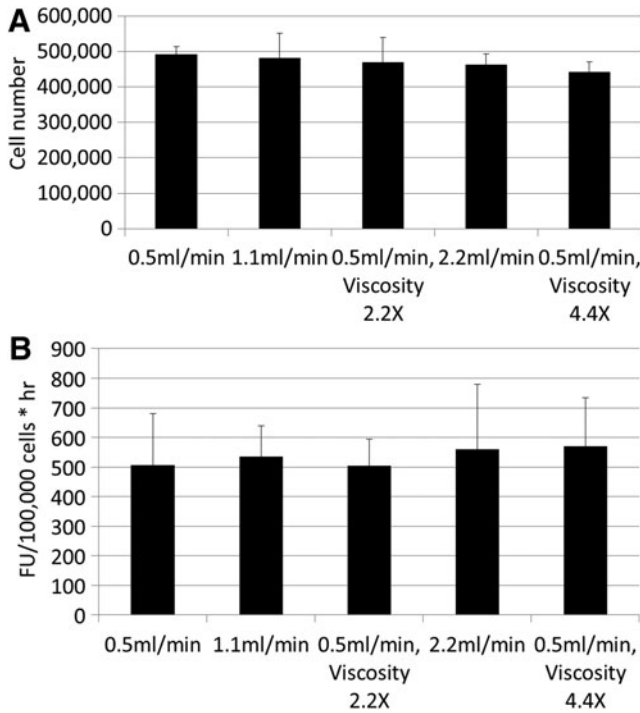 A
600,000
500,000
400,000
300,000
200,000
100,000
0
Cell number
0.5ml/min 1.1ml/min 0.5ml/min, 2.2ml/min 0.5ml/min,
Viscosity Viscosity
2.2X 4.4X
B
900
800
700
600
500
400
300
200
100
0
FU/100,000 cells * hr
0.5ml/min 1.1ml/min 0.5ml/min, 2.2ml/min 0.5ml/min,
Viscosity Viscosity
2.2X 4.4X